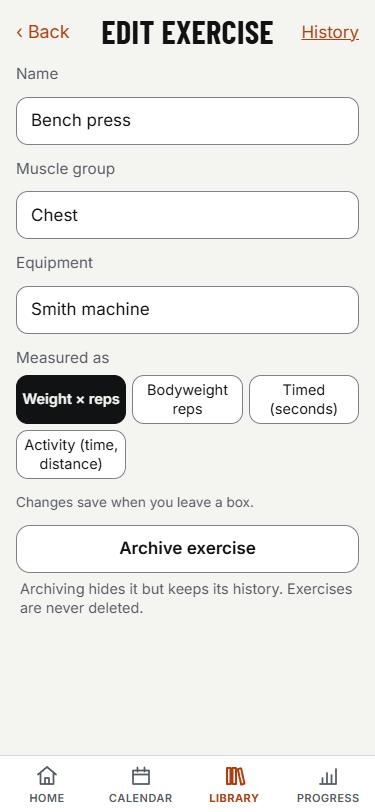 ‹ Back
EDIT EXERCISE
History
Name
Bench press
Muscle group
Chest
Equipment
Smith machine
Measured as
Weight × reps
Bodyweight
reps
Timed
(seconds)
Activity (time,
distance)
Changes save when you leave a box.
Archive exercise
Archiving hides it but keeps its history. Exercises
are never deleted.
HOME
CALENDAR
LIBRARY
PROGRESS